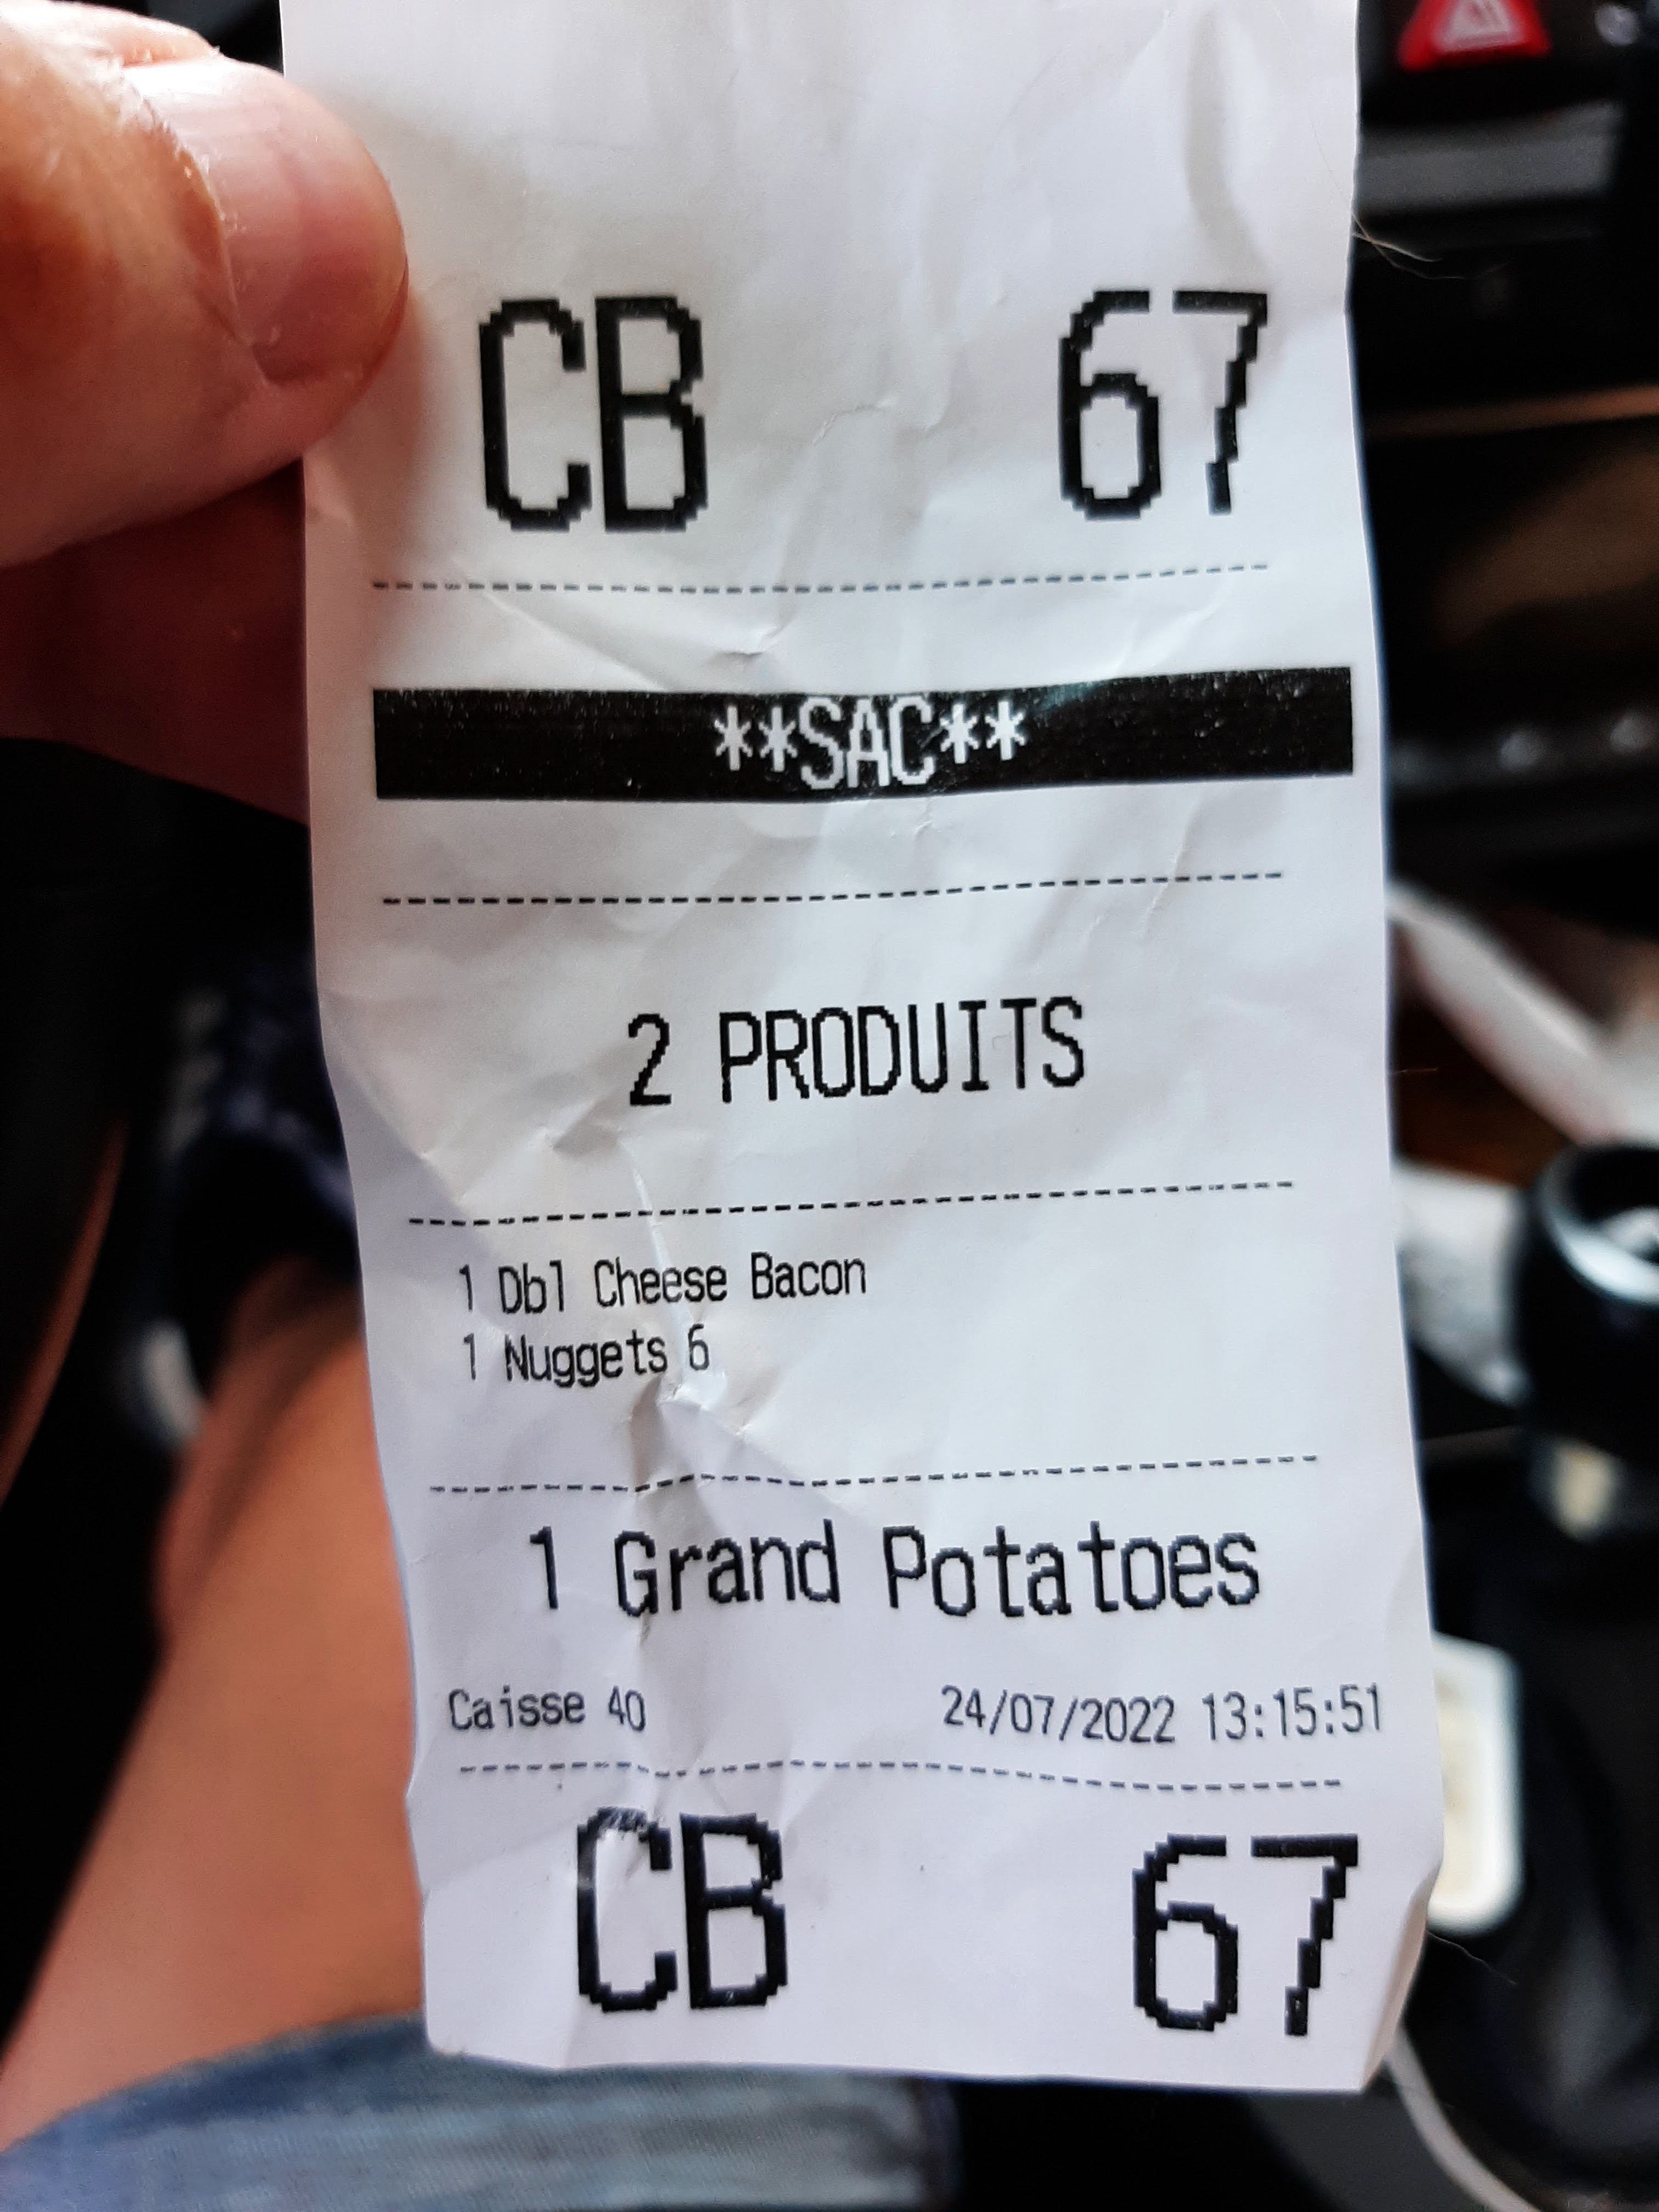 CB 67
**SAC**
2 PRODUITS
1 Dbl Cheese Bacon
1 Nuggets 6
1 Grand Potatoes
Caisse 40 24/07/2022 13:15:51
CB 67